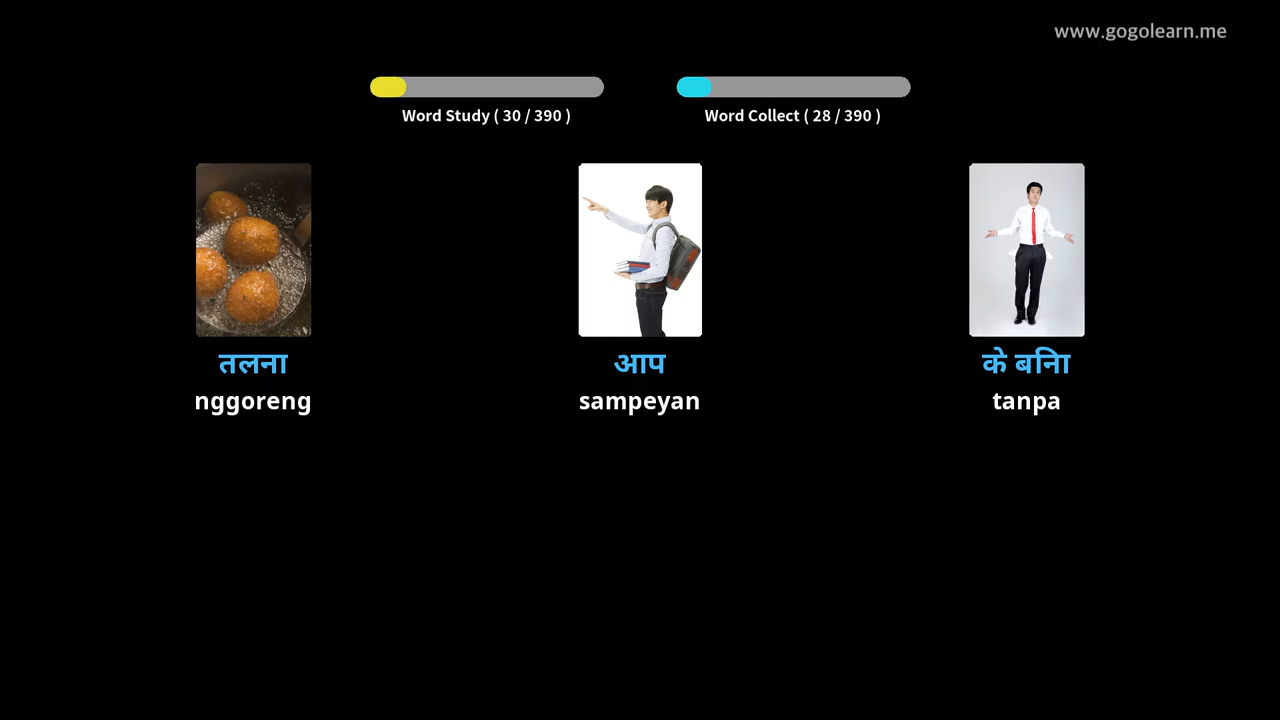 www.gogolearn.me
Word Study ( 30 / 390 )
Word Collect ( 28 / 390 )
तलना
आप
के बिना
nggoreng
sampeyan
tanpa